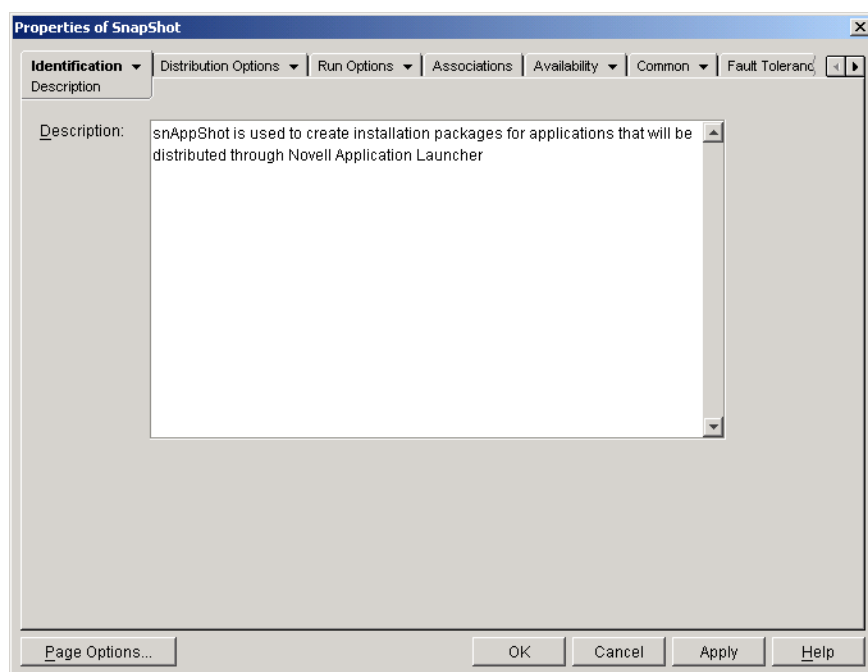 Properties of SnapShot
Identification Distribution Options Run Options Associations Availability Common Fault Toleranc
Description
Description: snAppShot is used to create installation packages for applications that will be
distributed through Novell Application Launcher
Page Options... OK Cancel Apply Help